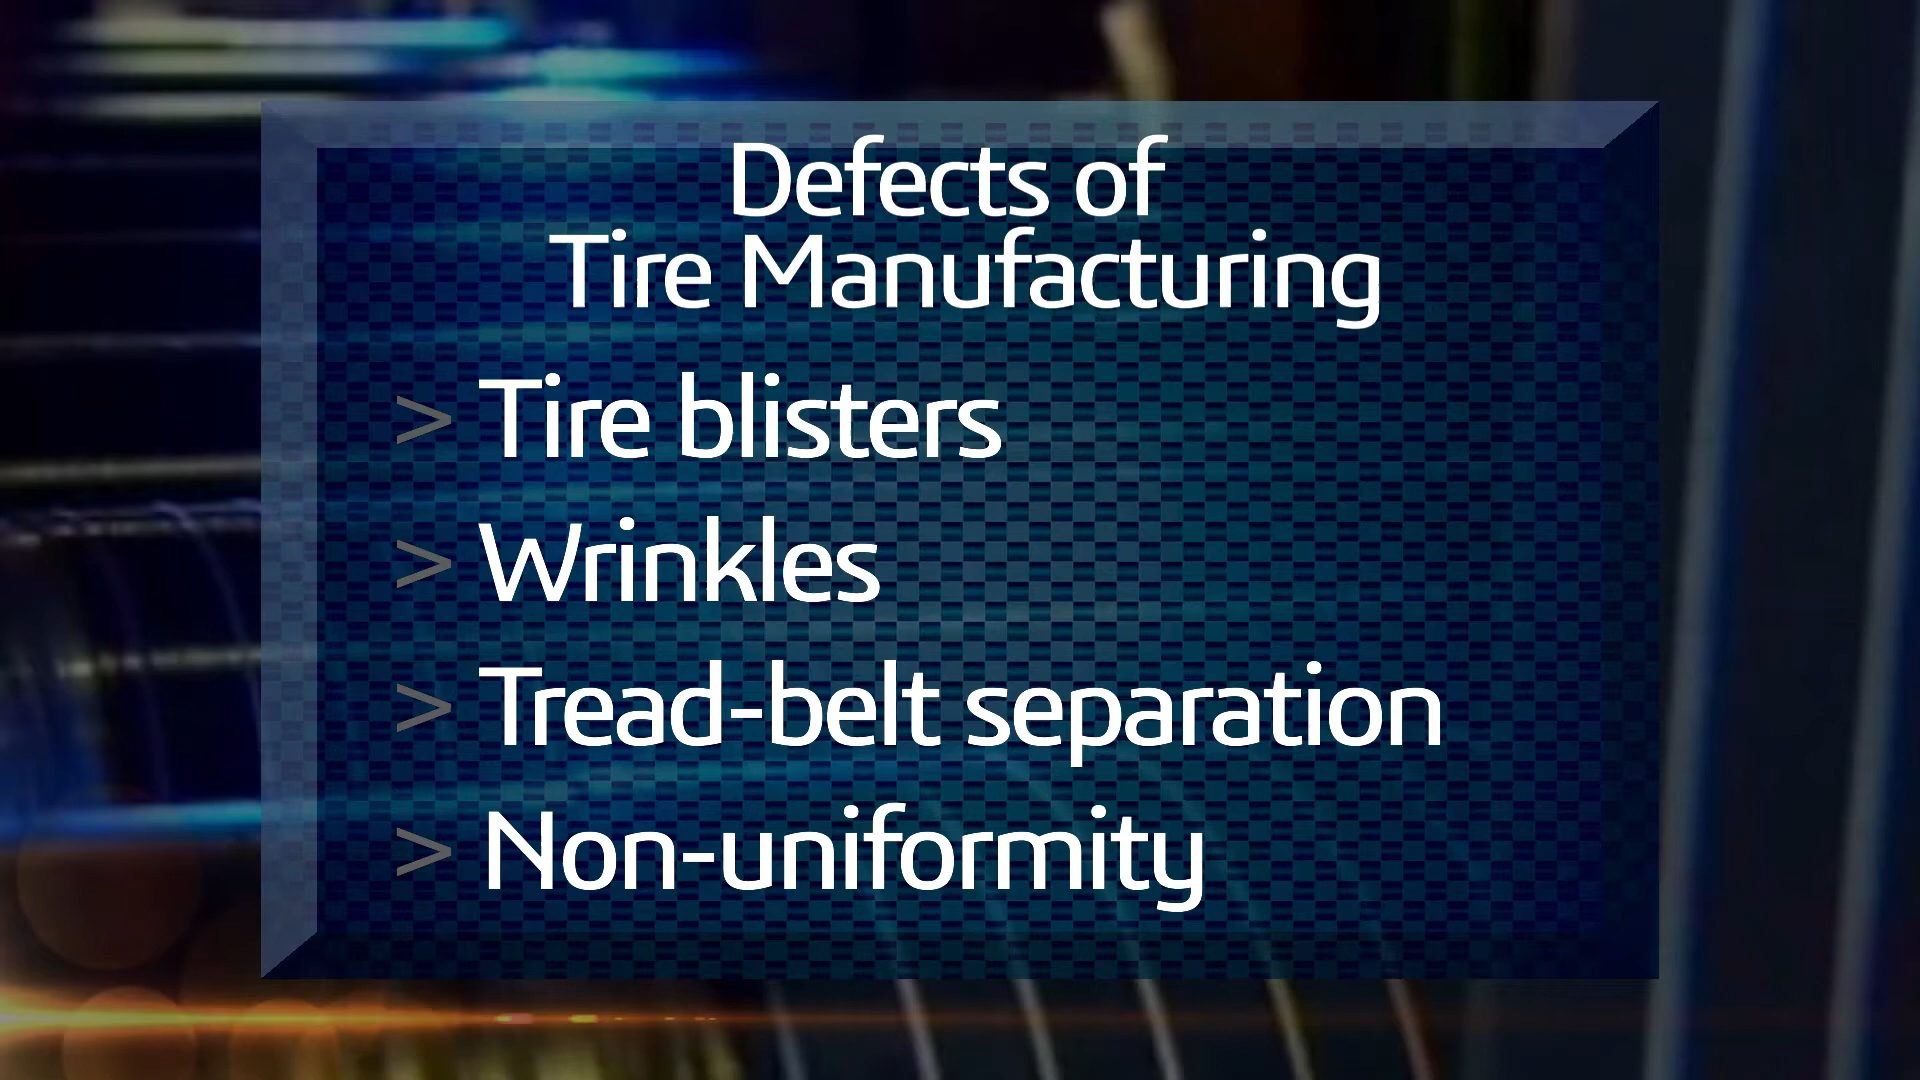 Defects of
Tire Manufacturing
> Tire blisters
> Wrinkles
> Tread-belt separation
> Non-uniformity